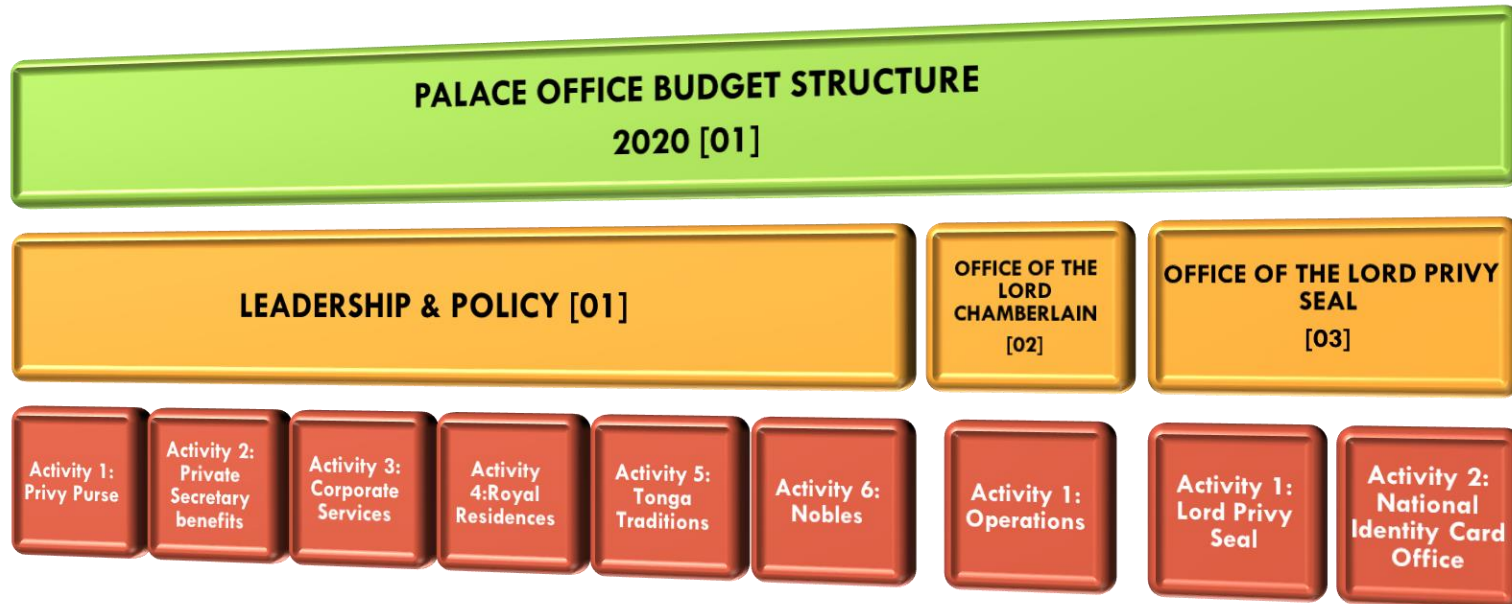 PALACE OFFICE BUDGET STRUCTURE
2020 [01]
LEADERSHIP & POLICY [01]
OFFICE OF THE
LORD
CHAMBERLAIN
[02]
OFFICE OF THE LORD PRIVY
SEAL
[03]
Activity 1:
Privy Purse
Activity 2:
Private
Secretary
benefits
Activity 3:
Corporate
Services
Activity
4:Royal
Residences
Activity 5:
Tonga
Traditions
Activity 6:
Nobles
Activity 1:
Operations
Activity 1:
Lord Privy
Seal
Activity 2:
National
Identity Card
Office